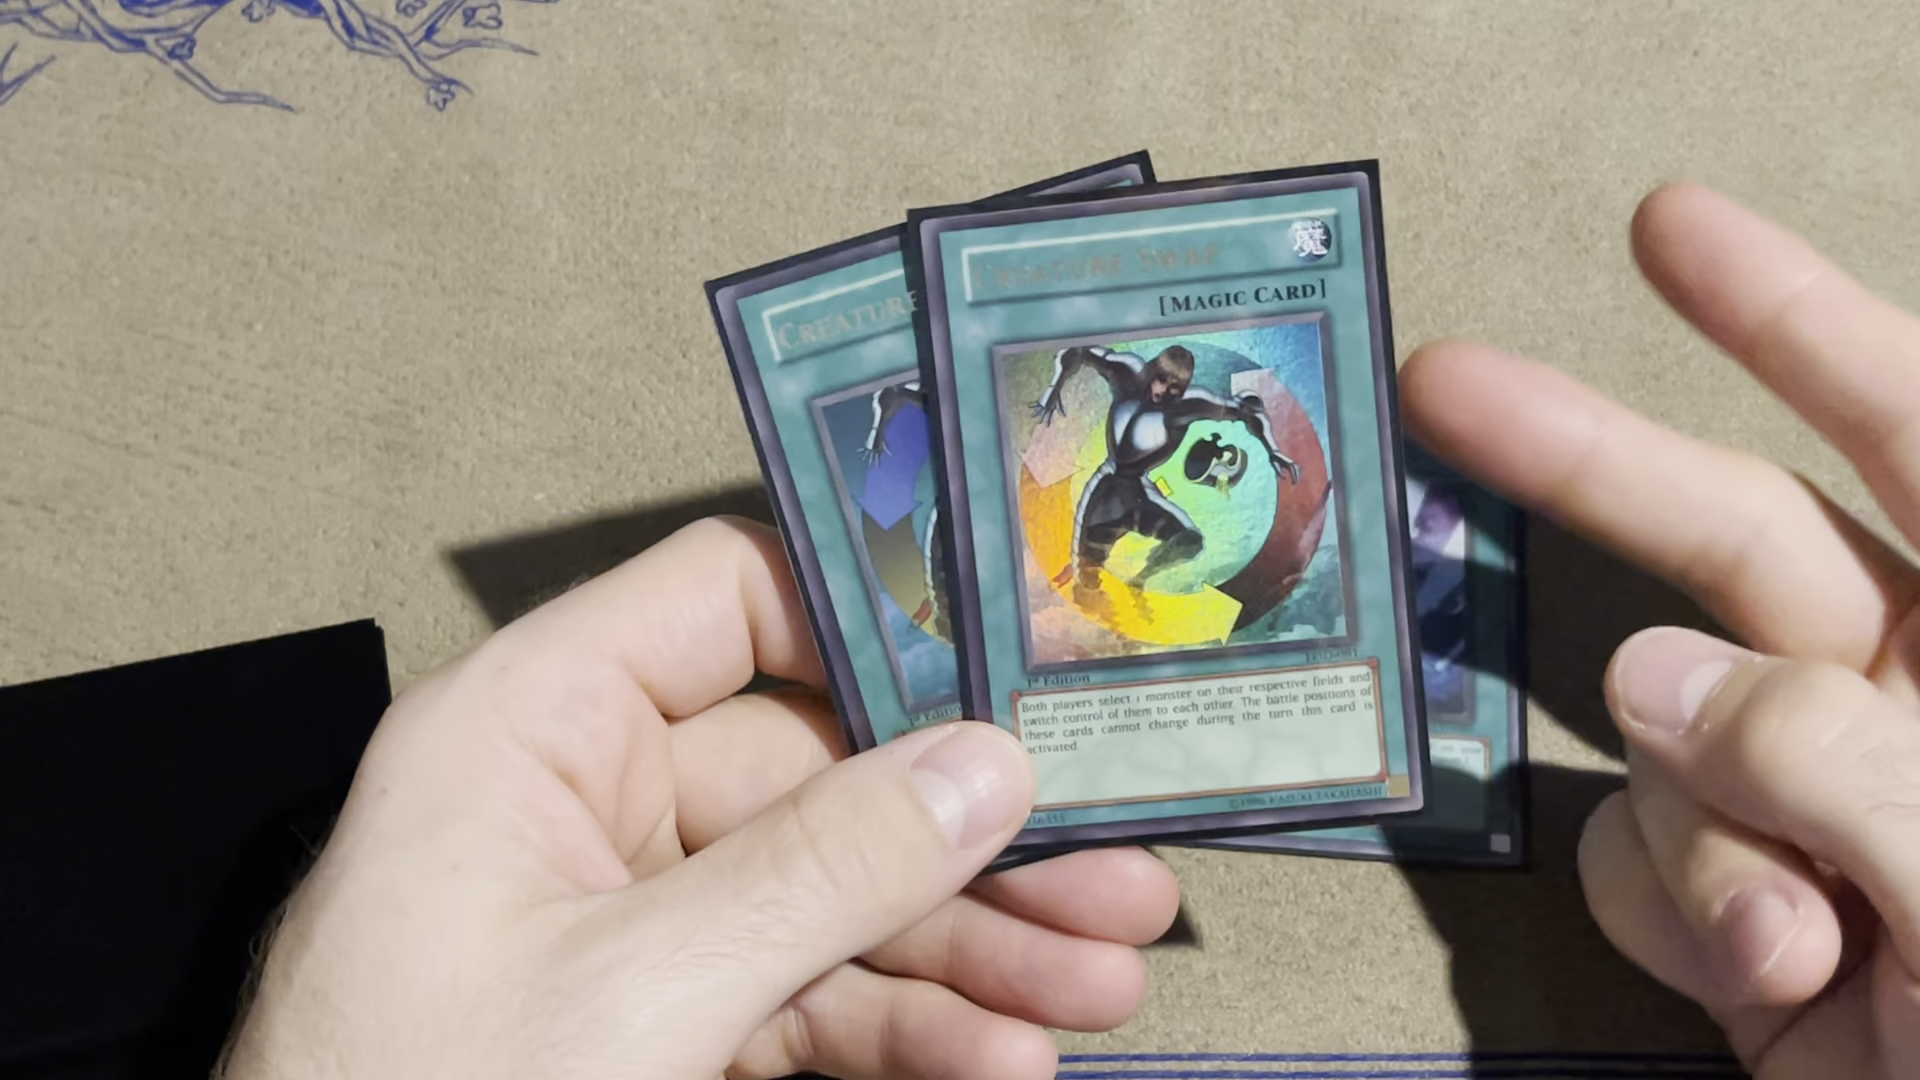 CREATURE SWAP
[MAGIC CARD]
1st Edition
Both players select 1 monster on their respective fields and
switch control of them to each other. The battle positions of
these cards cannot change during the turn this card is
activated.
©1996 KAZUKI TAKAHASHI
CREATURE
1st Edition